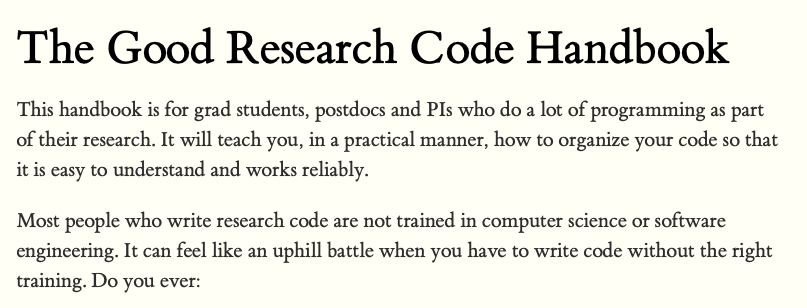 The Good Research Code Handbook
This handbook is for grad students, postdocs and PIs who do a lot of programming as part
of their research. It will teach you, in a practical manner, how to organize your code so that
it is easy to understand and works reliably.
Most people who write research code are not trained in computer science or software
engineering. It can feel like an uphill battle when you have to write code without the right
training. Do you ever: